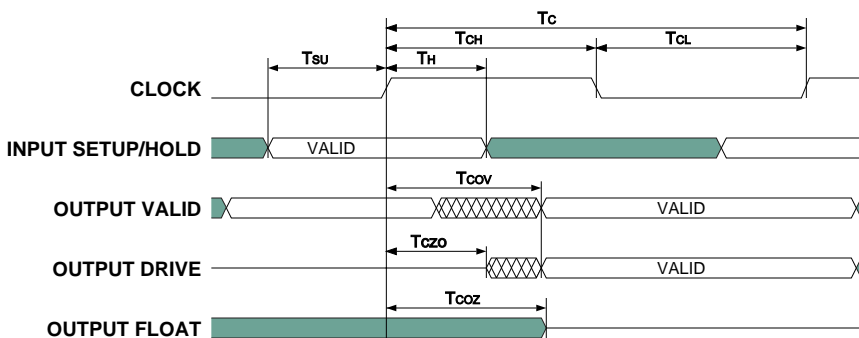 TC
TCH TCL
TSU TH
CLOCK
INPUT SETUP/HOLD VALID
TCOV
OUTPUT VALID VALID
TCZO
OUTPUT DRIVE VALID
TCOZ
OUTPUT FLOAT